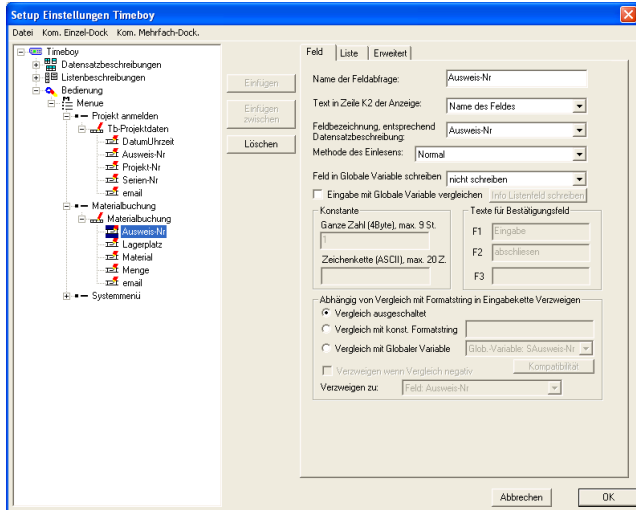 Setup Einstellungen Timeboy
Datei Kom. Einzel-Dock Kom. Mehrfach-Dock.
Timeboy
Datensatzbeschreibungen
Listenbeschreibungen
Bedienung
Menue
Projekt anmelden
Tb-Projektdaten
DatumUhrzeit
Ausweis-Nr
Projekt-Nr
Serien-Nr
email
Materialbuchung
Materialbuchung
Ausweis-Nr
Lagerplatz
Material
Menge
email
Systemmenü
Einfügen
Einfügen
zwischen
Löschen
Feld Liste Erweitert
Name der Feldabfrage: Ausweis-Nr
Text in Zeile K2 der Anzeige: Name des Feldes
Feldbezeichnung, entsprechend
Datensatzbeschreibung: Ausweis-Nr
Methode des Einlesens: Normal
Feld in Globale Variable schreiben nicht schreiben
Eingabe mit Globale Variable vergleichen Info Listenfeld schreiben
Konstante
Ganze Zahl (4Byte), max. 9 St.
1
Zeichenkette (ASCII), max. 20 Z.
Texte für Bestätigungsfeld
F1 Eingabe
F2 abschliesen
F3
Abhängig von Vergleich mit Formatstring in Eingabekette Verzweigen
Vergleich ausgeschaltet
Vergleich mit konst. Formatstring
Vergleich mit Globaler Variable Glob.-Variable: SAusweis-Nr
Verzweigen wenn Vergleich negativ Kompatibilität
Verzweigen zu: Feld: Ausweis-Nr
Abbrechen OK